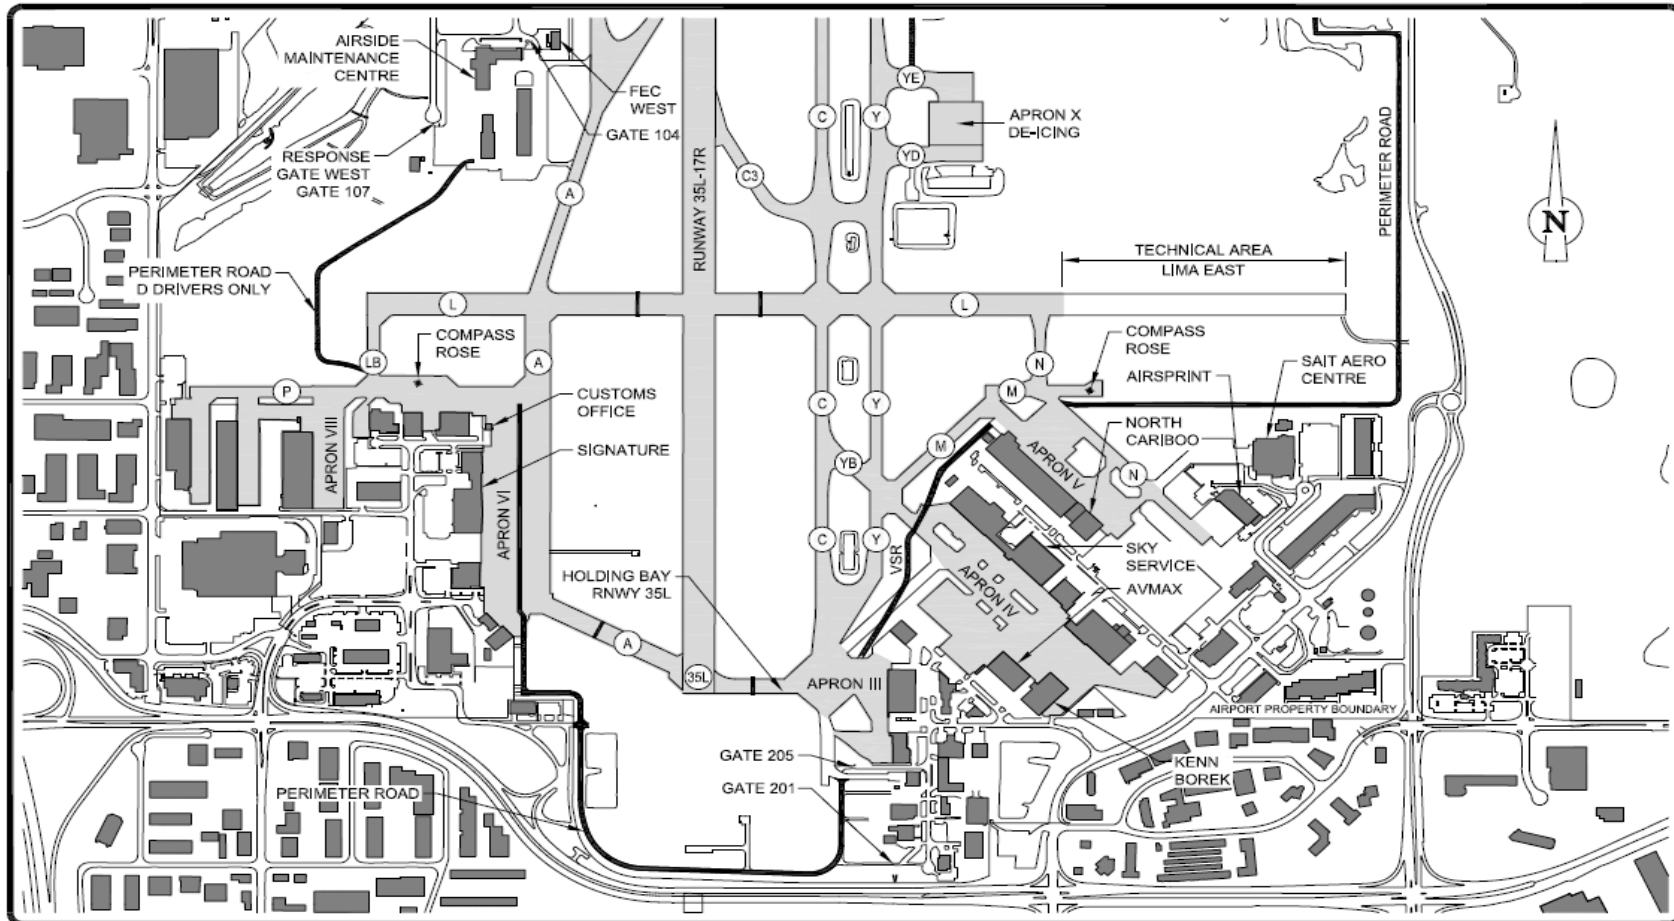 AIRSIDE
MAINTENANCE
CENTRE
FEC
WEST
GATE 104
RESPONSE
GATE WEST
GATE 107
A
C3
RUNWAY 35L-17R
C
Y
YE
YD
APRON X
DE-ICING
PERIMETER ROAD
N
TECHNICAL AREA
LIMA EAST
PERIMETER ROAD
D DRIVERS ONLY
L
L
LB
COMPASS
ROSE
A
N
COMPASS
ROSE
AIRSPRINT
SAIT AERO
CENTRE
P
M
C
Y
CUSTOMS
OFFICE
SIGNATURE
APRON VIII
APRON VI
NORTH
CARIBOO
M
APRON V
N
YB
C
Y
VSR
SKY
SERVICE
AVMAX
APRON IV
HOLDING BAY
RNWY 35L
A
35L
APRON III
AIRPORT PROPERTY BOUNDARY
GATE 205
GATE 201
KENN
BOREK
PERIMETER ROAD